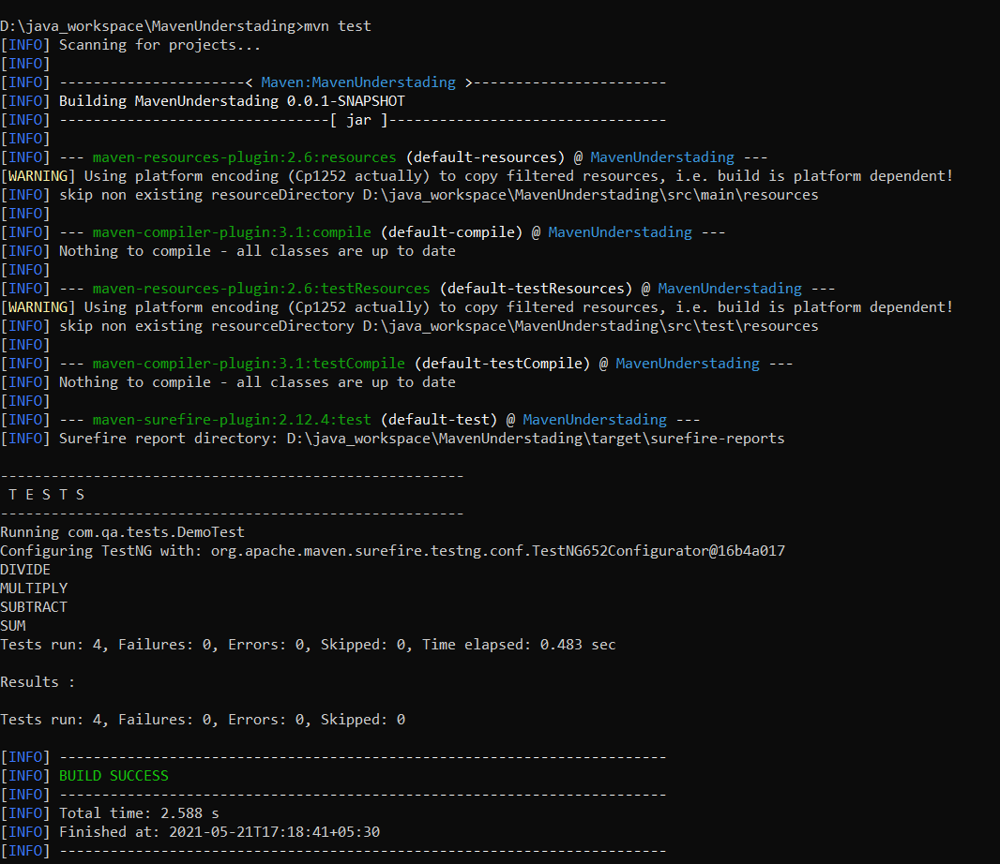 D:\java_workspace\MavenUnderstading>mvn test
[INFO] Scanning for projects...
[INFO]
[INFO] ----------------------< Maven:MavenUnderstading >-----------------------
[INFO] Building MavenUnderstading 0.0.1-SNAPSHOT
[INFO] --------------------------------[ jar ]---------------------------------
[INFO]
[INFO] --- maven-resources-plugin:2.6:resources (default-resources) @ MavenUnderstading ---
[WARNING] Using platform encoding (Cp1252 actually) to copy filtered resources, i.e. build is platform dependent!
[INFO] skip non existing resourceDirectory D:\java_workspace\MavenUnderstading\src\main\resources
[INFO]
[INFO] --- maven-compiler-plugin:3.1:compile (default-compile) @ MavenUnderstading ---
[INFO] Nothing to compile - all classes are up to date
[INFO]
[INFO] --- maven-resources-plugin:2.6:testResources (default-testResources) @ MavenUnderstading ---
[WARNING] Using platform encoding (Cp1252 actually) to copy filtered resources, i.e. build is platform dependent!
[INFO] skip non existing resourceDirectory D:\java_workspace\MavenUnderstading\src\test\resources
[INFO]
[INFO] --- maven-compiler-plugin:3.1:testCompile (default-testCompile) @ MavenUnderstading ---
[INFO] Nothing to compile - all classes are up to date
[INFO]
[INFO] --- maven-surefire-plugin:2.12.4:test (default-test) @ MavenUnderstading ---
[INFO] Surefire report directory: D:\java_workspace\MavenUnderstading\target\surefire-reports
-------------------------------------------------------
 T E S T S
-------------------------------------------------------
Running com.qa.tests.DemoTest
Configuring TestNG with: org.apache.maven.surefire.testng.conf.TestNG652Configurator@16b4a017
DIVIDE
MULTIPLY
SUBTRACT
SUM
Tests run: 4, Failures: 0, Errors: 0, Skipped: 0, Time elapsed: 0.483 sec
Results :
Tests run: 4, Failures: 0, Errors: 0, Skipped: 0
[INFO] ------------------------------------------------------------------------
[INFO] BUILD SUCCESS
[INFO] ------------------------------------------------------------------------
[INFO] Total time: 2.588 s
[INFO] Finished at: 2021-05-21T17:18:41+05:30
[INFO] ------------------------------------------------------------------------